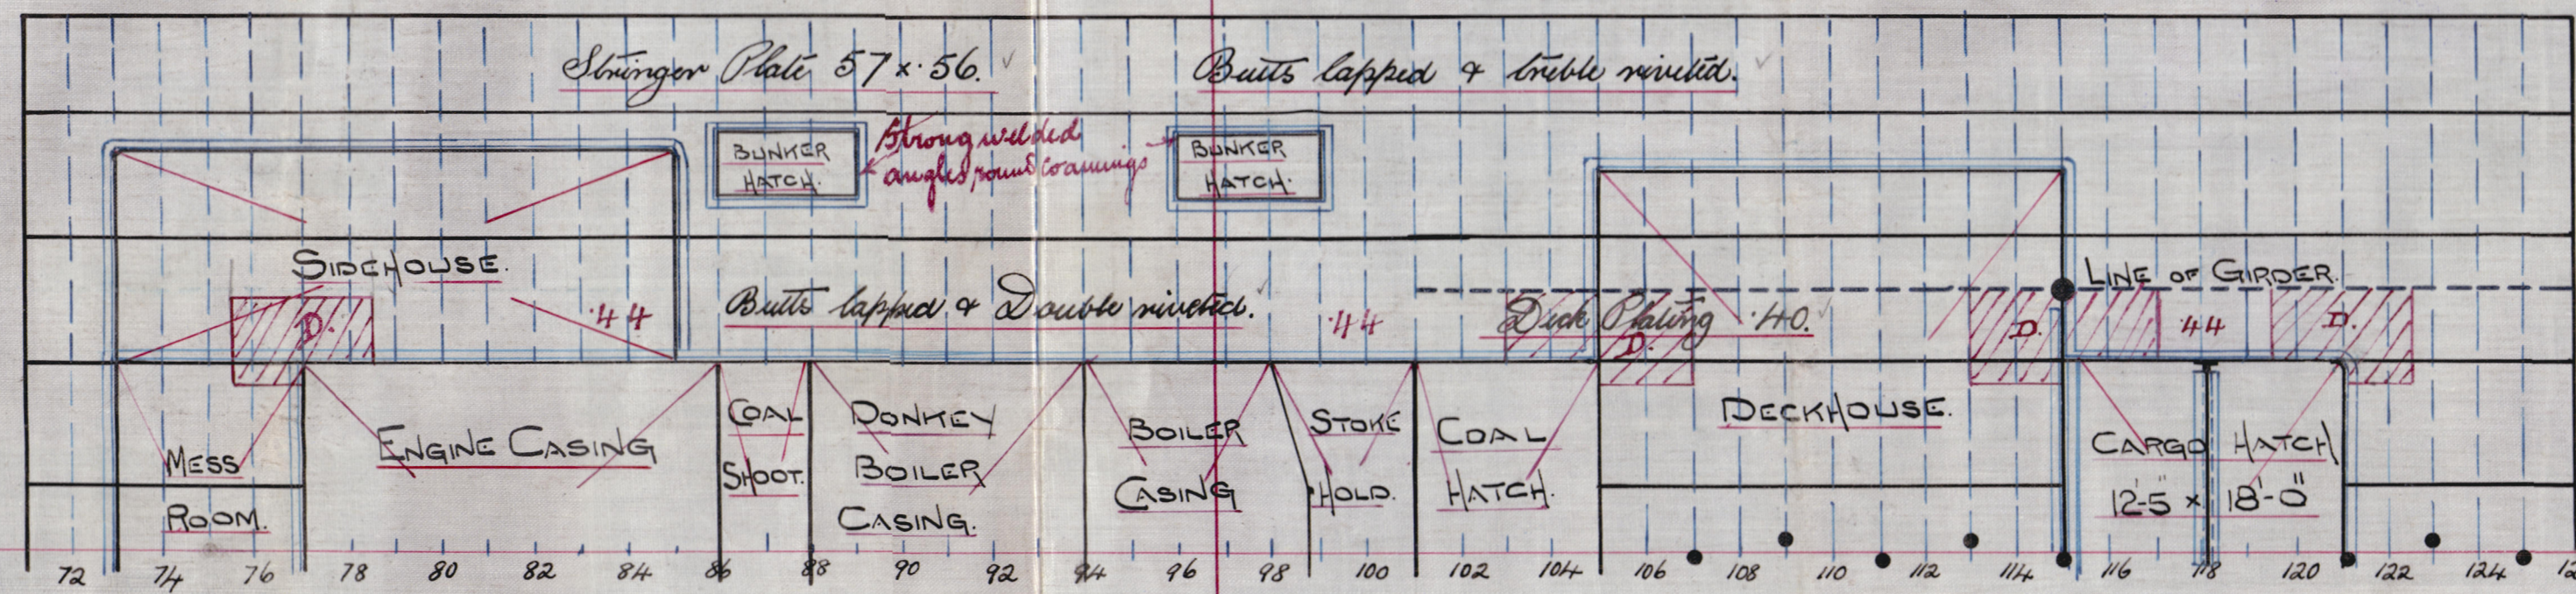 Stringer Plate 57 x .56.
Butts lapped & treble riveted.
BUNKER
HATCH.
Strong welded
angles round coamings
BUNKER
HATCH.
SIDEHOUSE.
LINE OF GIRDER.
D.
.44
Butts lapped & Double riveted.
.44
Deck Plating .40.
D.
D.
.44
D.
MESS
ROOM.
ENGINE CASING
COAL
SHOOT.
DONKEY
BOILER
CASING.
BOILER
CASING
STOKE
HOLD.
COAL
HATCH.
DECKHOUSE.
CARGO HATCH
12'-5" x 18'-0"
72 74 76 78 80 82 84 86 88 90 92 94 96 98 100 102 104 106 108 110 112 114 116 118 120 122 124 12